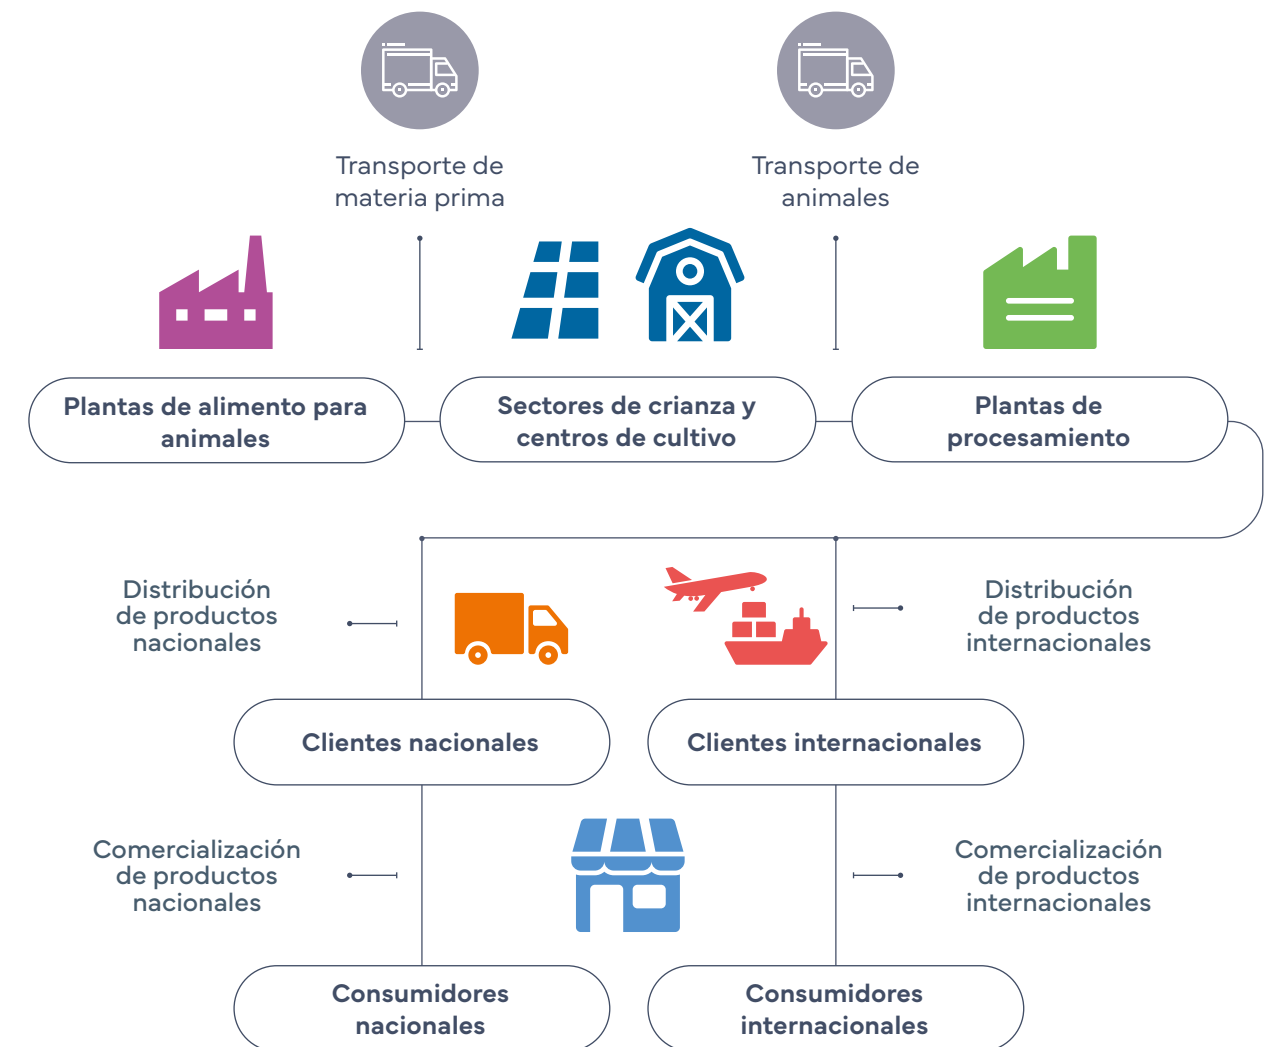 Transporte de
materia prima
Transporte de
animales
Plantas de alimento para
animales
Sectores de crianza y
centros de cultivo
Plantas de
procesamiento
Distribución
de productos
nacionales
Distribución
de productos
internacionales
Clientes nacionales
Clientes internacionales
Comercialización
de productos
nacionales
Comercialización
de productos
internacionales
Consumidores
nacionales
Consumidores
internacionales